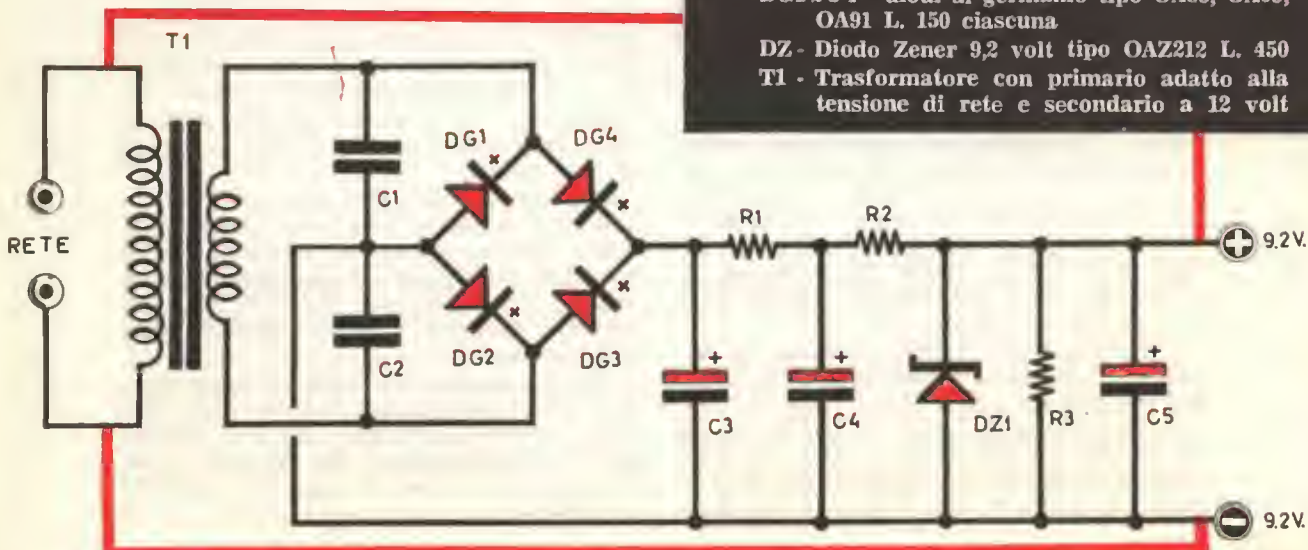 OA91 L. 150 ciascuna
DZ - Diodo Zener 9,2 volt tipo OAZ212 L. 450
T1 - Trasformatore con primario adatto alla
tensione di rete e secondario a 12 volt
T1
RETE
C1
C2
DG1
DG4
DG2
DG3
R1
R2
+
C3
+
C4
DZ1
R3
+
C5
+ 9.2V.
- 9.2V.